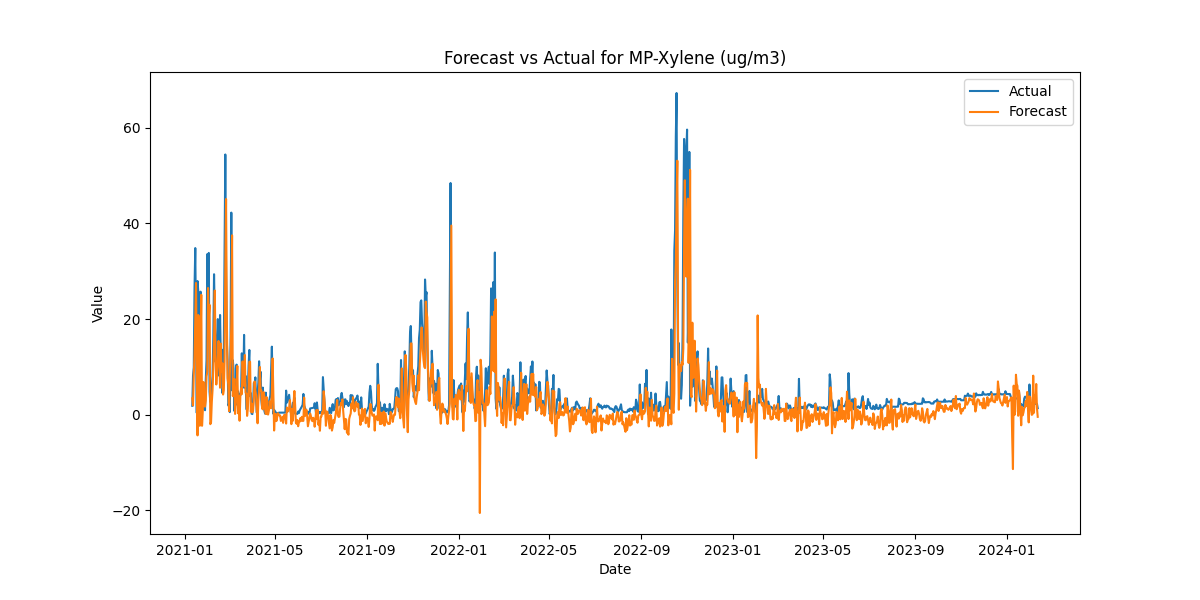 Forecast vs Actual for MP-Xylene (ug/m3)
Actual
Forecast
60
40
20
0
−20
Value
2021-01 2021-05 2021-09 2022-01 2022-05 2022-09 2023-01 2023-05 2023-09 2024-01
Date